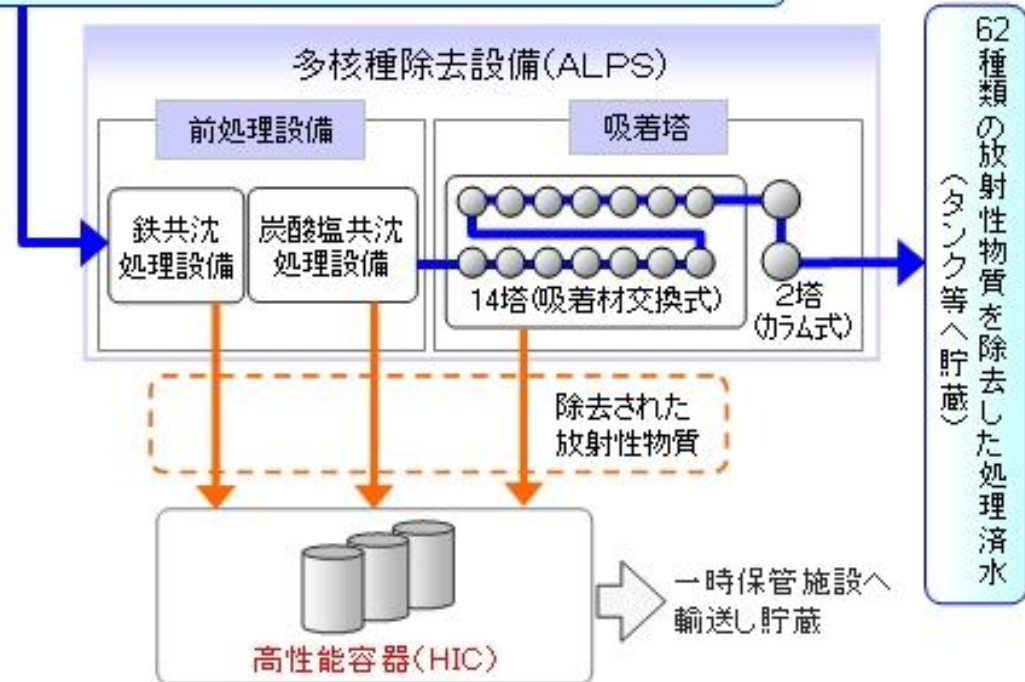 多核種除去設備(ALPS)
前処理設備
吸着塔
鉄共沈
処理設備
炭酸塩共沈
処理設備
14塔(吸着材交換式)
2塔
(カラム式)
62種類の放射性物質を除去した処理済水
(タンク等へ貯蔵)
除去された
放射性物質
高性能容器(HIC)
一時保管施設へ
輸送し貯蔵